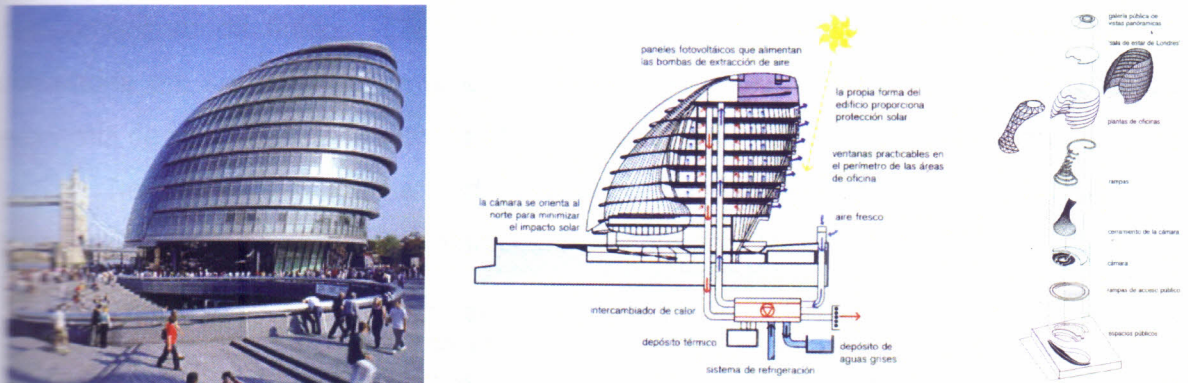 paneles fotovoltáicos que alimentan
las bombas de extracción de aire
la propia forma del
edificio proporciona
protección solar
ventanas practicables en
el perímetro de las áreas
de oficina
la cámara se orienta al
norte para minimizar
el impacto solar
aire fresco
intercambiador de calor
depósito térmico
depósito de
aguas grises
sistema de refrigeración
galería pública de
vistas panorámicas
'sala de estar de Londres'
plantas de oficinas
rampas
cerramiento de la cámara
cámara
rampas de acceso público
espacios públicos